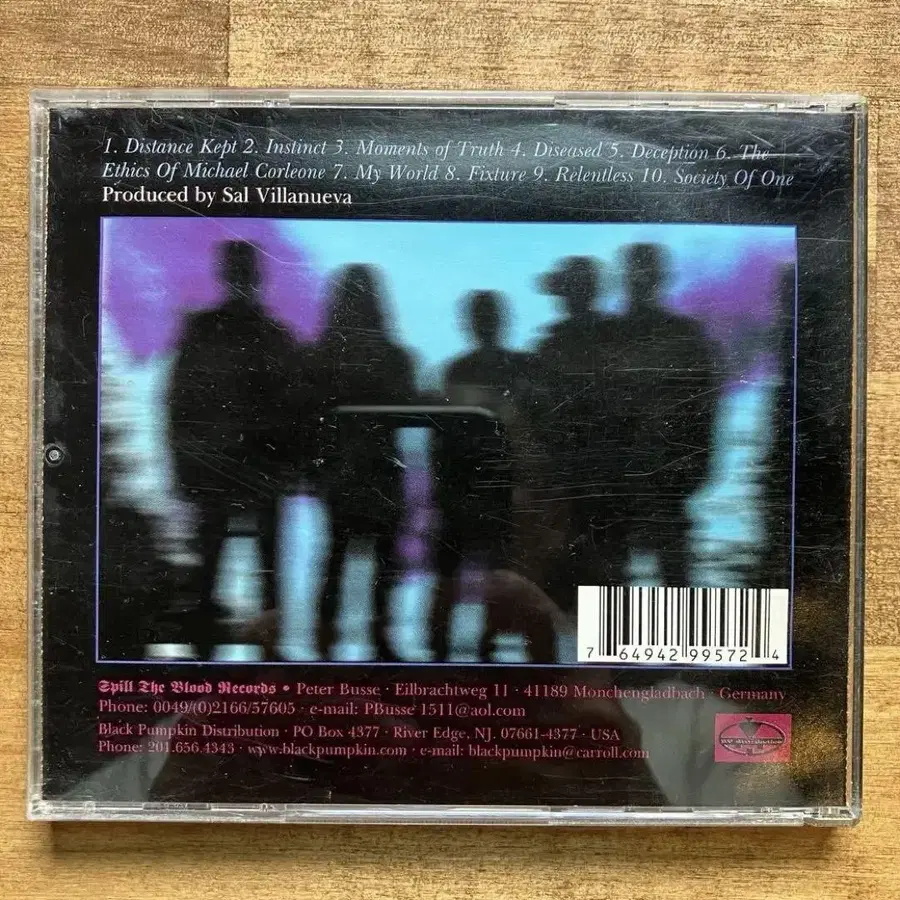 1. Distance Kept 2. Instinct 3. Moments of Truth 4. Diseased 5. Deception 6. The
Ethics Of Michael Corleone 7. My World 8. Fixture 9. Relentless 10. Society Of One
Produced by Sal Villanueva
7 64942 99572 4
Spill The Blood Records • Peter Busse · Eilbrachtweg 11 · 41189 Monchengladbach · Germany
Phone: 0049/(0)2166/57605 · e-mail: PBusse 1511@aol.com
Black Pumpkin Distribution · PO Box 4377 · River Edge, NJ. 07661-4377 · USA
Phone: 201.656.4343 · www.blackpumpkin.com · e-mail: blackpumpkin@carroll.com